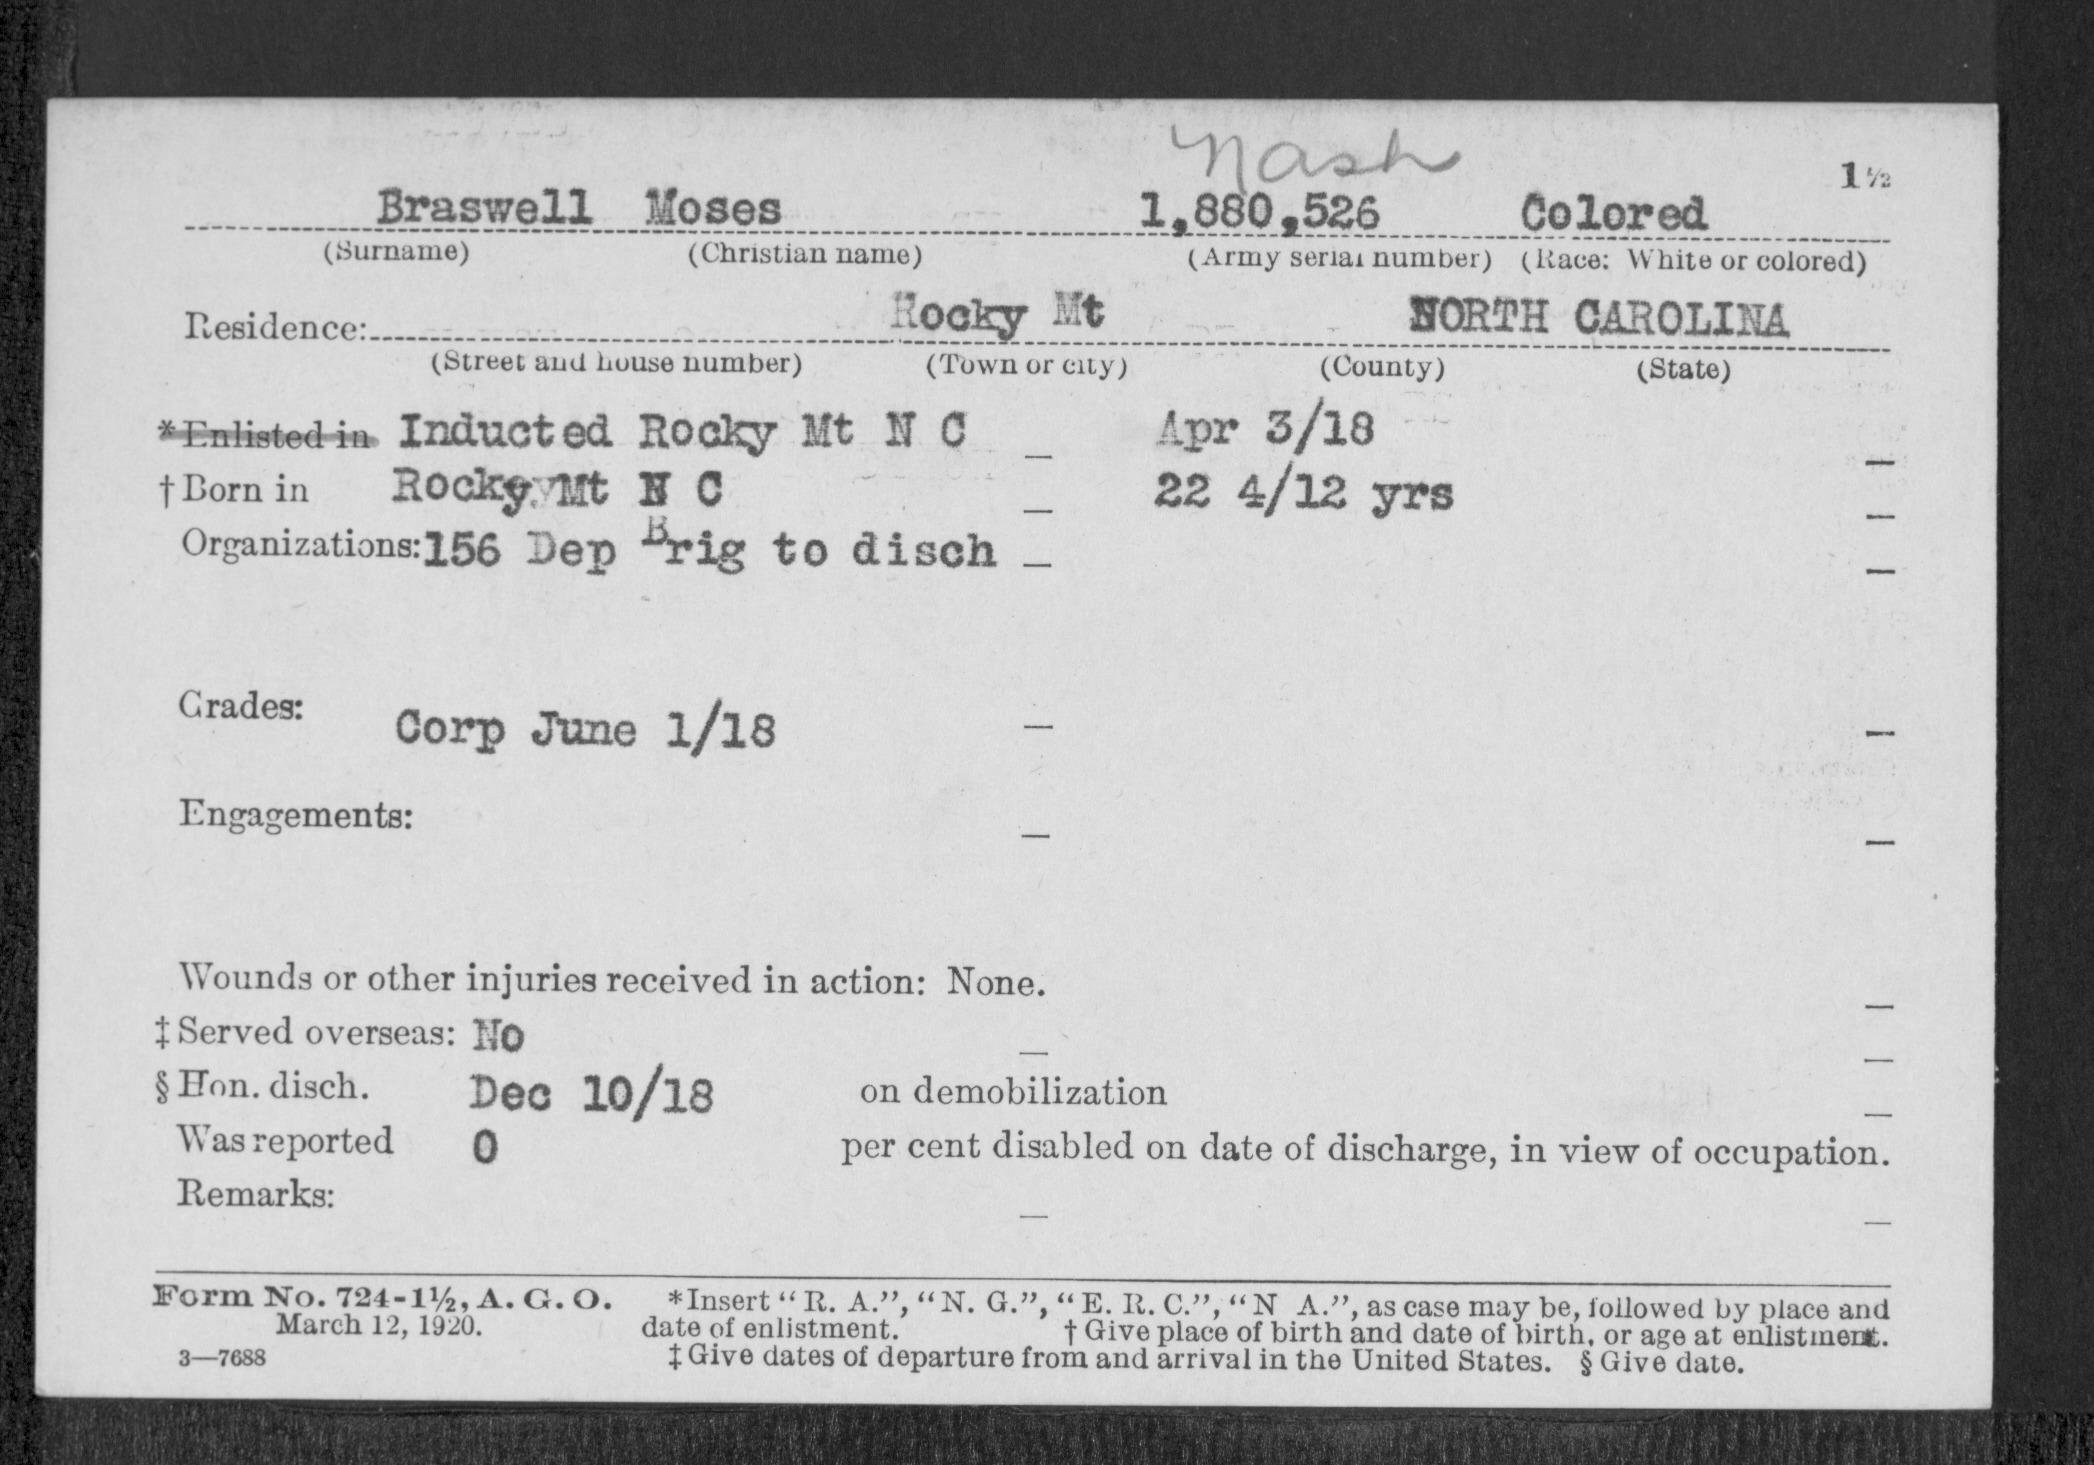 Nash
1½
Braswell Moses 1,880,526 Colored
(Surname) (Christian name) (Army serial number) (Race: White or colored)
Residence: Rocky Mt NORTH CAROLINA
(Street and house number) (Town or city) (County) (State)
*Enlisted in Inducted Rocky Mt N C Apr 3/18
†Born in Rocky Mt N C 22 4/12 yrs
Organizations: 156 Dep Brig to disch
Grades: Corp June 1/18
Engagements:
Wounds or other injuries received in action: None.
‡Served overseas: No
§Hon. disch. Dec 10/18 on demobilization
Was reported 0 per cent disabled on date of discharge, in view of occupation.
Remarks:
Form No. 724-1½, A. G. O. *Insert "R. A.", "N. G.", "E. R. C.", "N A.", as case may be, followed by place and
March 12, 1920. date of enlistment. †Give place of birth and date of birth, or age at enlistment.
3—7688 ‡Give dates of departure from and arrival in the United States. §Give date.